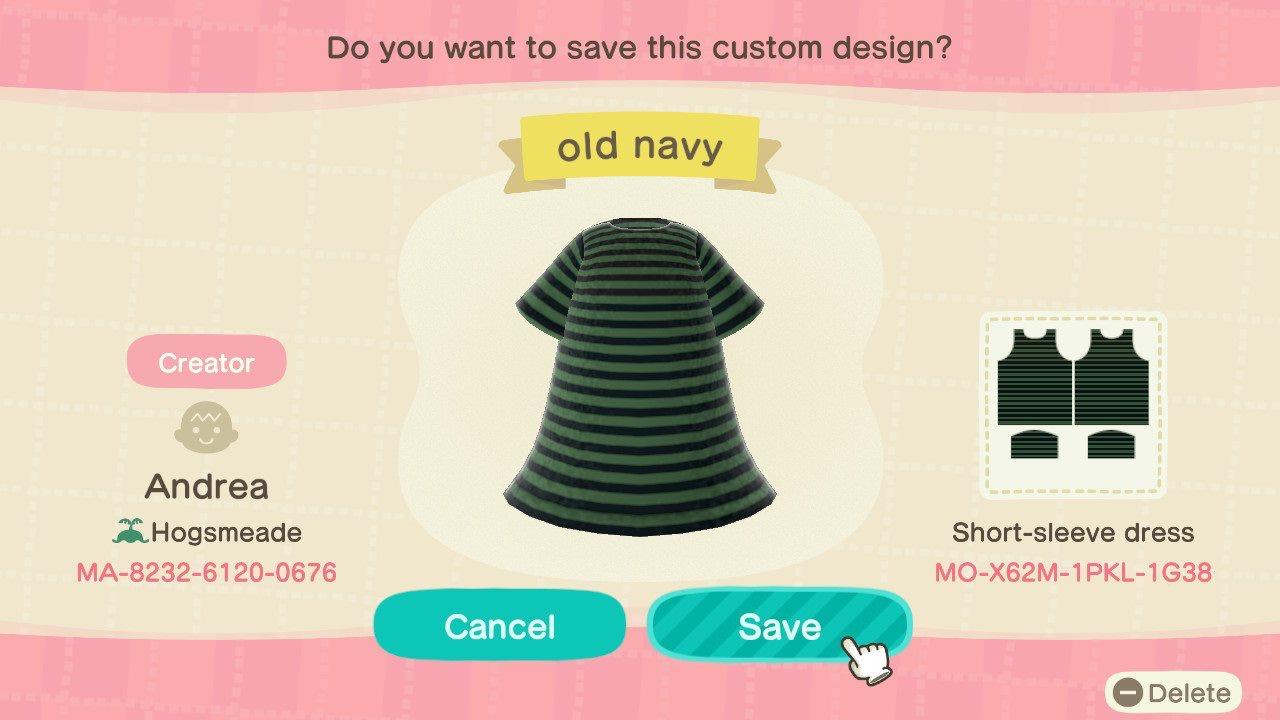 Do you want to save this custom design?
old navy
Creator
Andrea
Hogsmeade
MA-8232-6120-0676
Short-sleeve dress
MO-X62M-1PKL-1G38
Cancel
Save
Delete